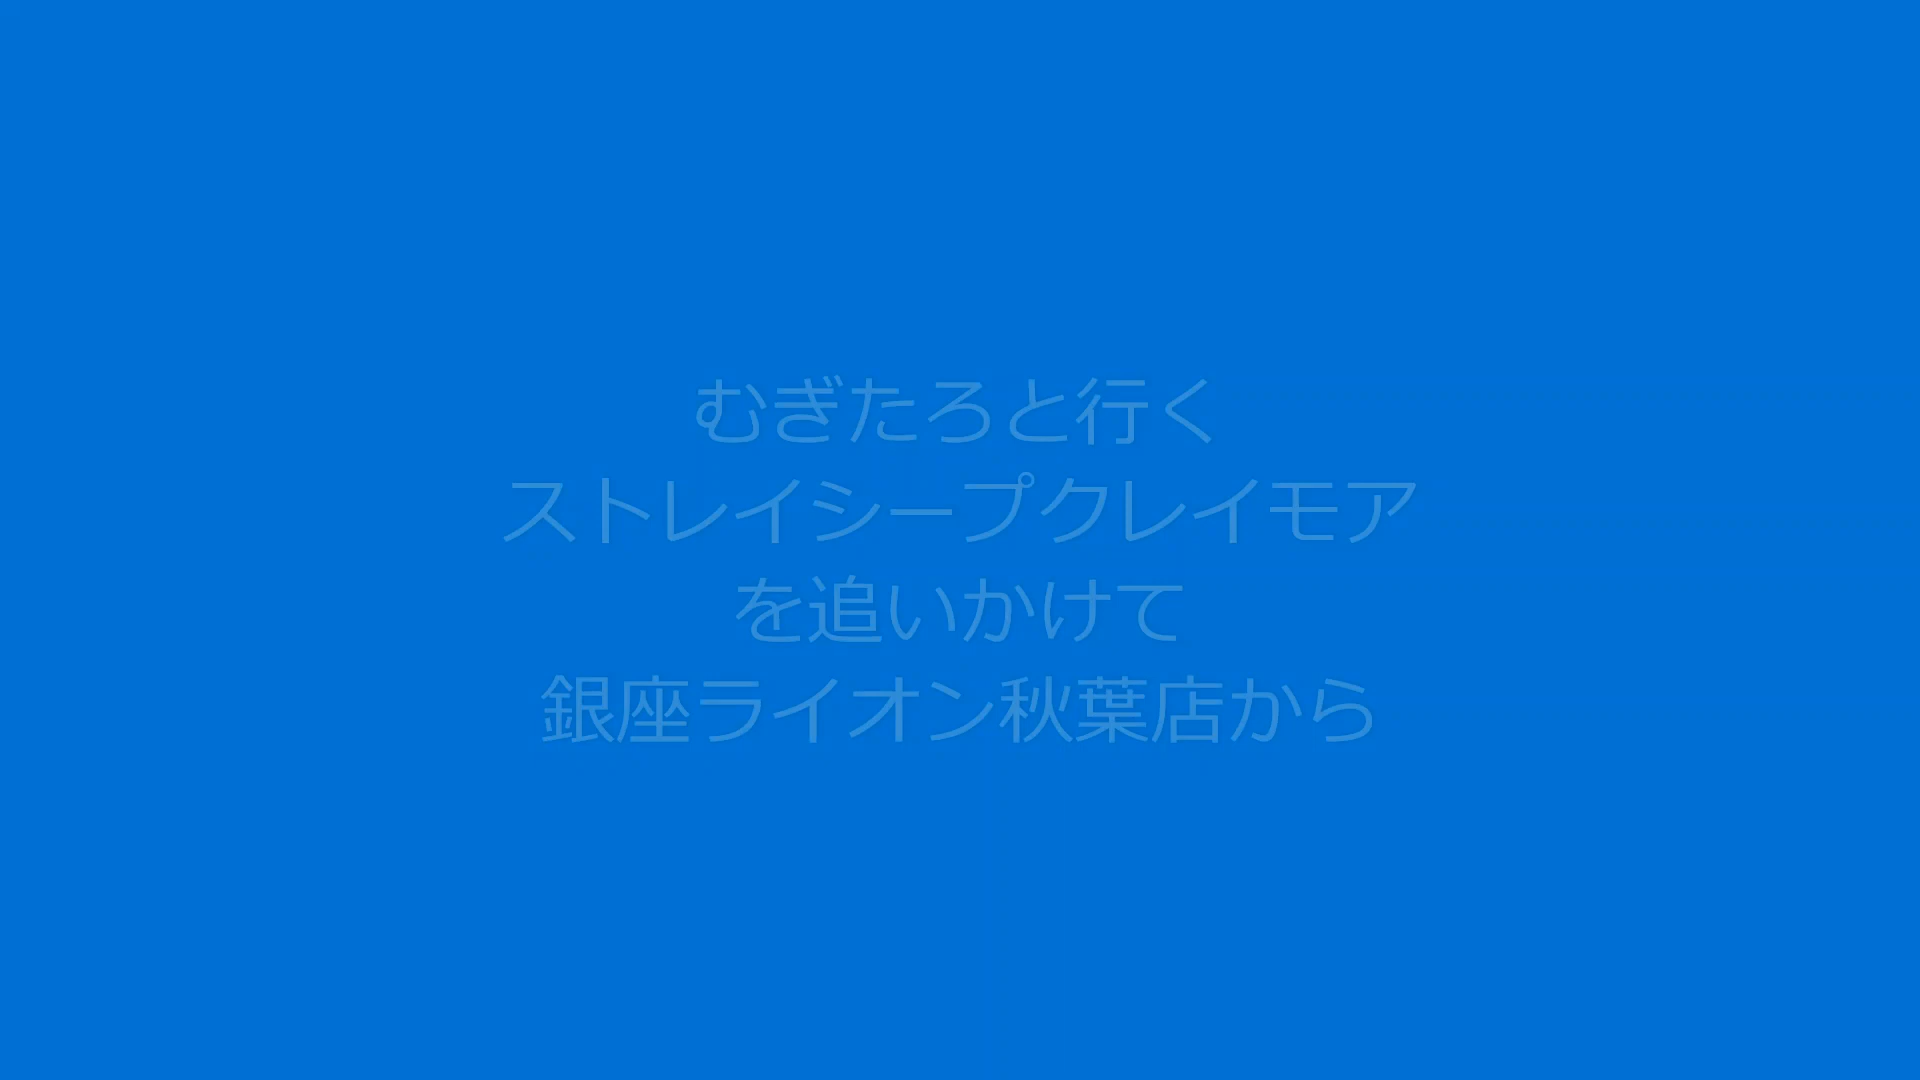 むぎたろと行く
ストレイシープクレイモア
を追いかけて
銀座ライオン秋葉店から